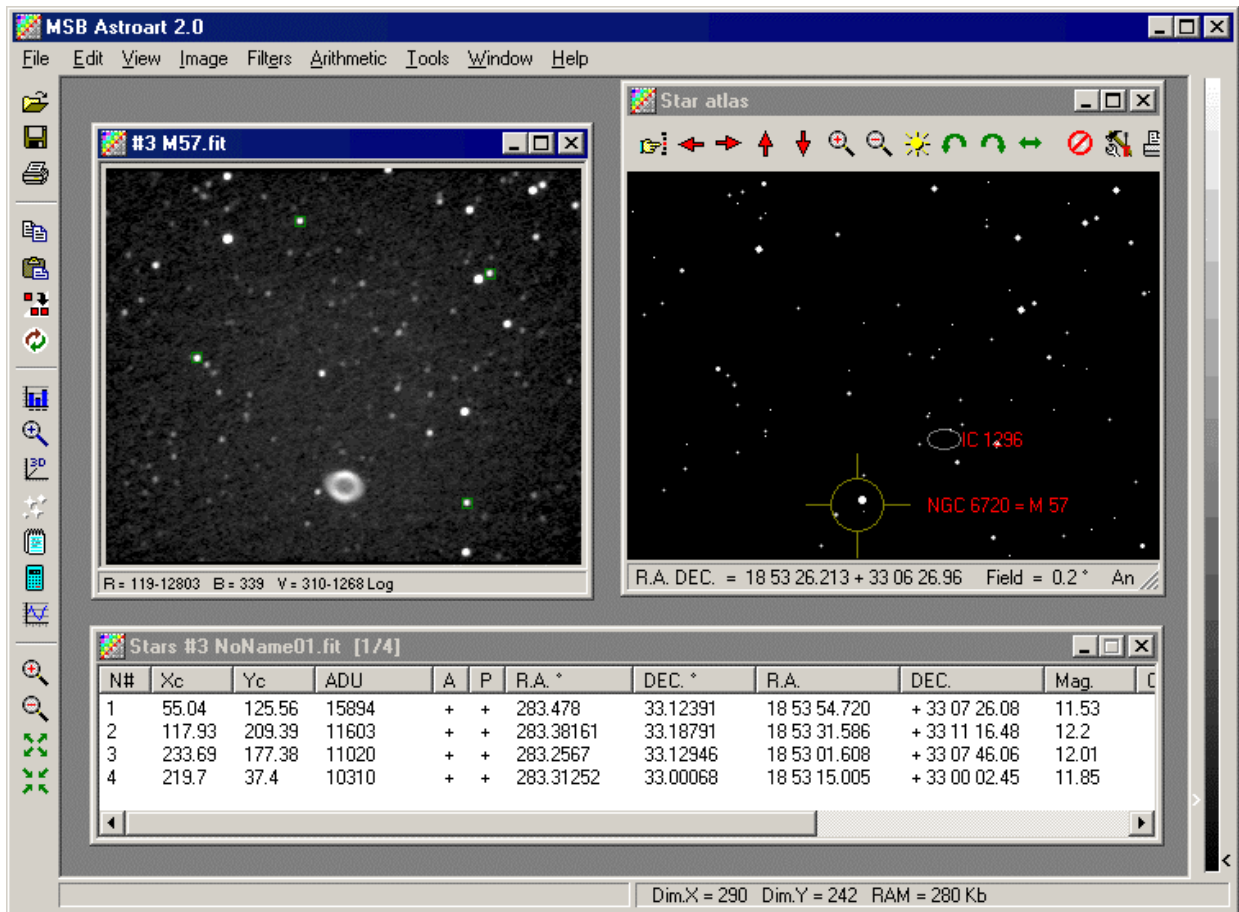 MSB Astroart 2.0
File Edit View Image Filters Arithmetic Tools Window Help
#3 M57.fit
R = 119-12803 B = 339 V = 310-1268 Log
Star atlas
IC 1296
NGC 6720 = M 57
R.A. DEC. = 18 53 26.213 + 33 06 26.96 Field = 0.2 ° An
3D
Stars #3 NoName01.fit [1/4]
N# Xc Yc ADU A P R.A. ° DEC. ° R.A. DEC. Mag. C
1 55.04 125.56 15894 + + 283.478 33.12391 18 53 54.720 + 33 07 26.08 11.53
2 117.93 209.39 11603 + + 283.38161 33.18791 18 53 31.586 + 33 11 16.48 12.2
3 233.69 177.38 11020 + + 283.2567 33.12946 18 53 01.608 + 33 07 46.06 12.01
4 219.7 37.4 10310 + + 283.31252 33.00068 18 53 15.005 + 33 00 02.45 11.85
Dim.X = 290 Dim.Y = 242 RAM = 280 Kb